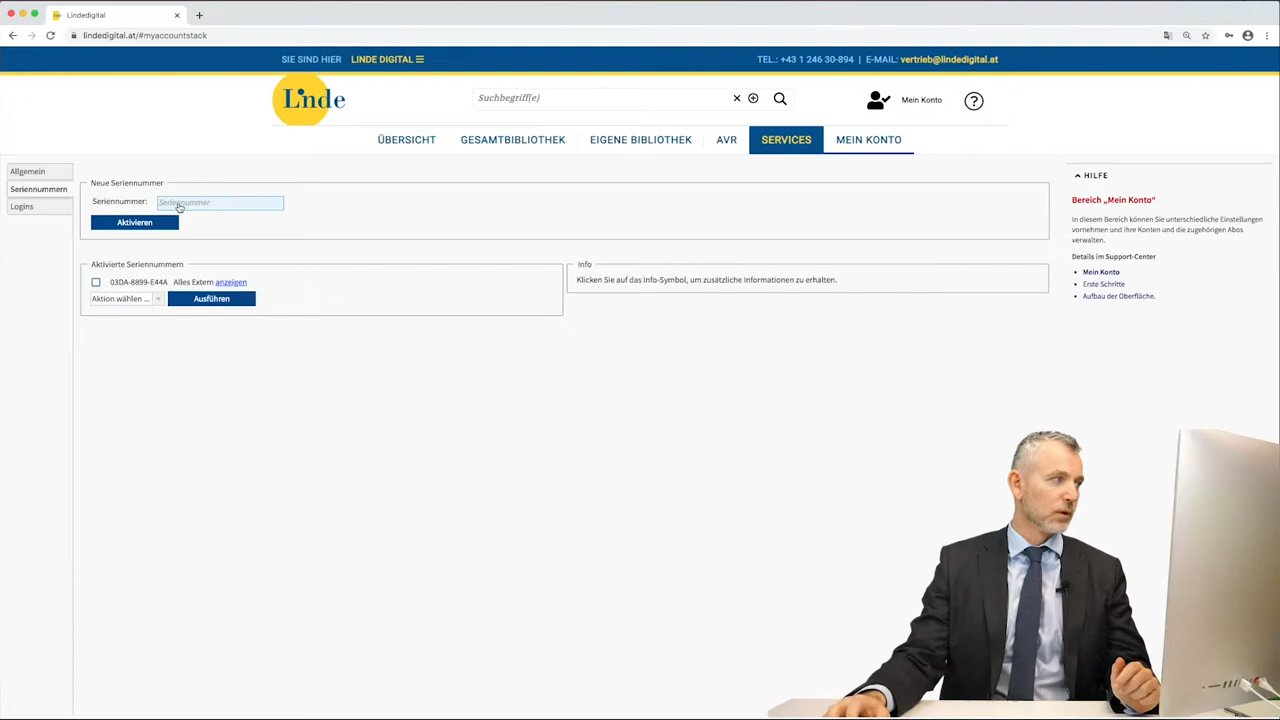 Lindedigital
lindedigital.at/#myaccountstack
SIE SIND HIER LINDE DIGITAL
TEL.: +43 1 246 30-894 | E-MAIL: vertrieb@lindedigital.at
Linde
Suchbegriff(e)
Mein Konto
?
ÜBERSICHT GESAMTBIBLIOTHEK EIGENE BIBLIOTHEK AVR SERVICES MEIN KONTO
Allgemein
Seriennummern
Logins
Neue Seriennummer
Seriennummer: Seriennummer
Aktivieren
Aktivierte Seriennummern
03DA-8899-E44A Alles Extern anzeigen
Aktion wählen ... Ausführen
Info
Klicken Sie auf das Info-Symbol, um zusätzliche Informationen zu erhalten.
HILFE
Bereich „Mein Konto"
In diesem Bereich können Sie unterschiedliche Einstellungen
vornehmen und Ihre Konten und die zugehörigen Abos
verwalten.
Details im Support-Center
Mein Konto
Erste Schritte
Aufbau der Oberfläche.